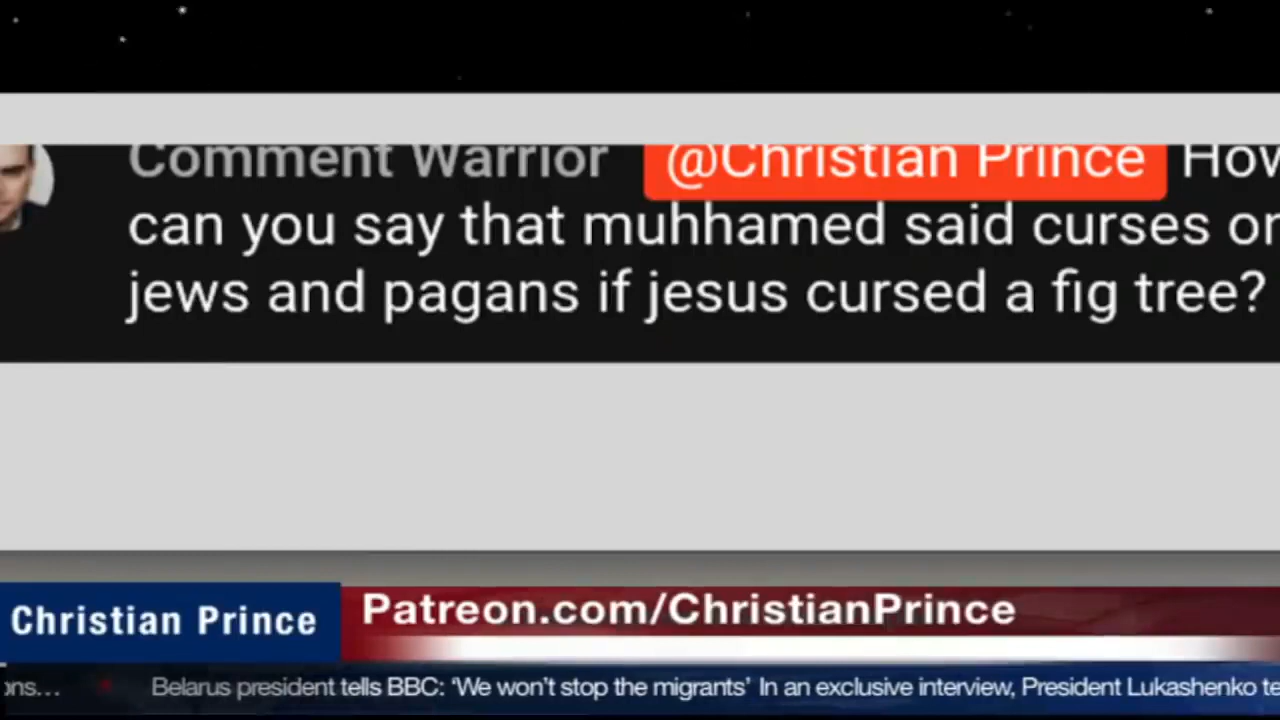 Comment Warrior @Christian Prince How
can you say that muhhamed said curses on
jews and pagans if jesus cursed a fig tree?
Christian Prince
Patreon.com/ChristianPrince
Belarus president tells BBC: ‘We won’t stop the migrants’ In an exclusive interview, President Lukashenko